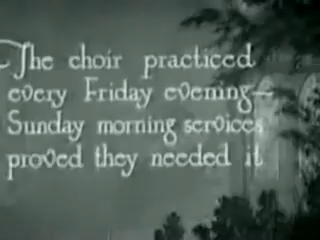 The choir practiced
every Friday evening—
Sunday morning services
proved they needed it